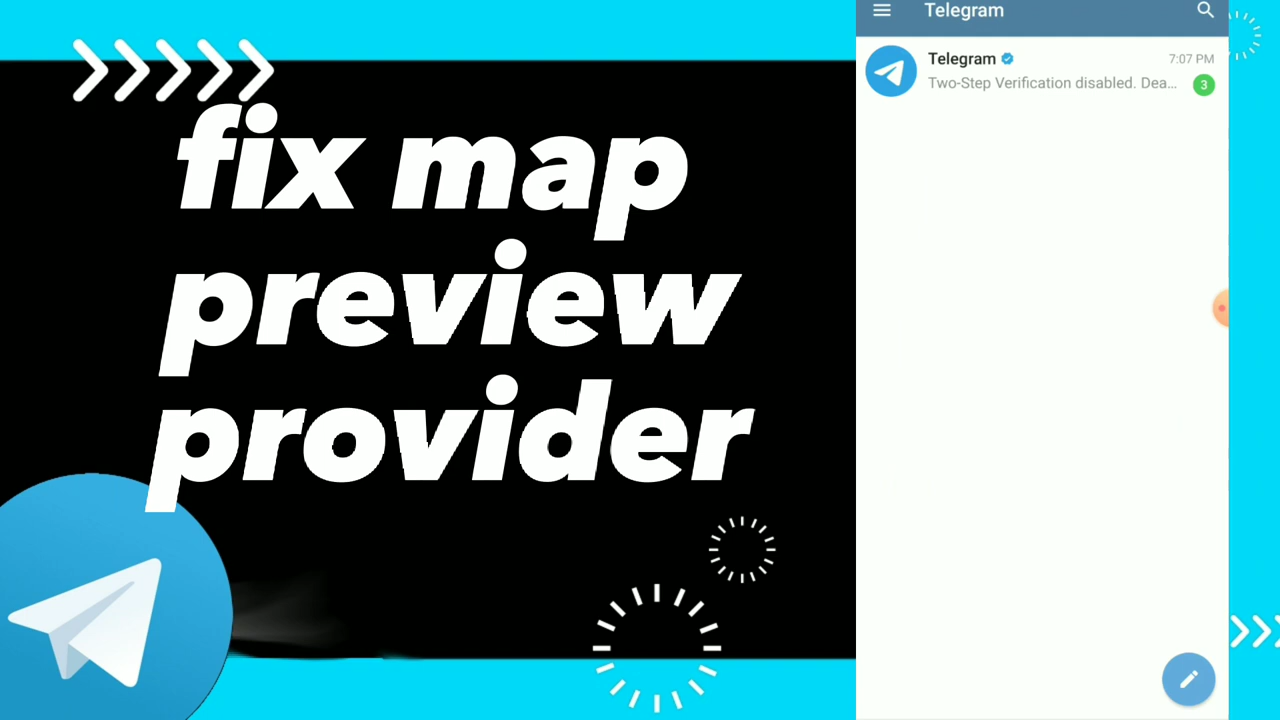 fix map
preview
provider
Telegram
Telegram
7:07 PM
Two-Step Verification disabled. Dea...
3